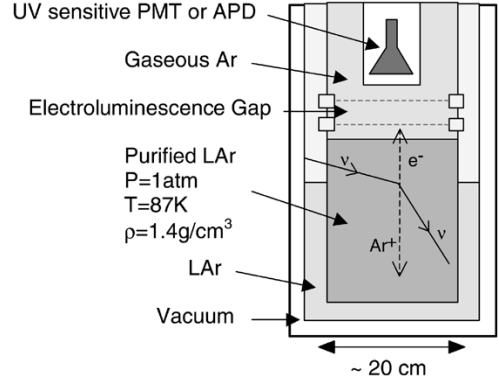 UV sensitive PMT or APD
Gaseous Ar
Electroluminescence Gap
Purified LAr
P=1atm
T=87K
ρ=1.4g/cm³
LAr
Vacuum
ν
e⁻
ν
Ar⁺
~ 20 cm